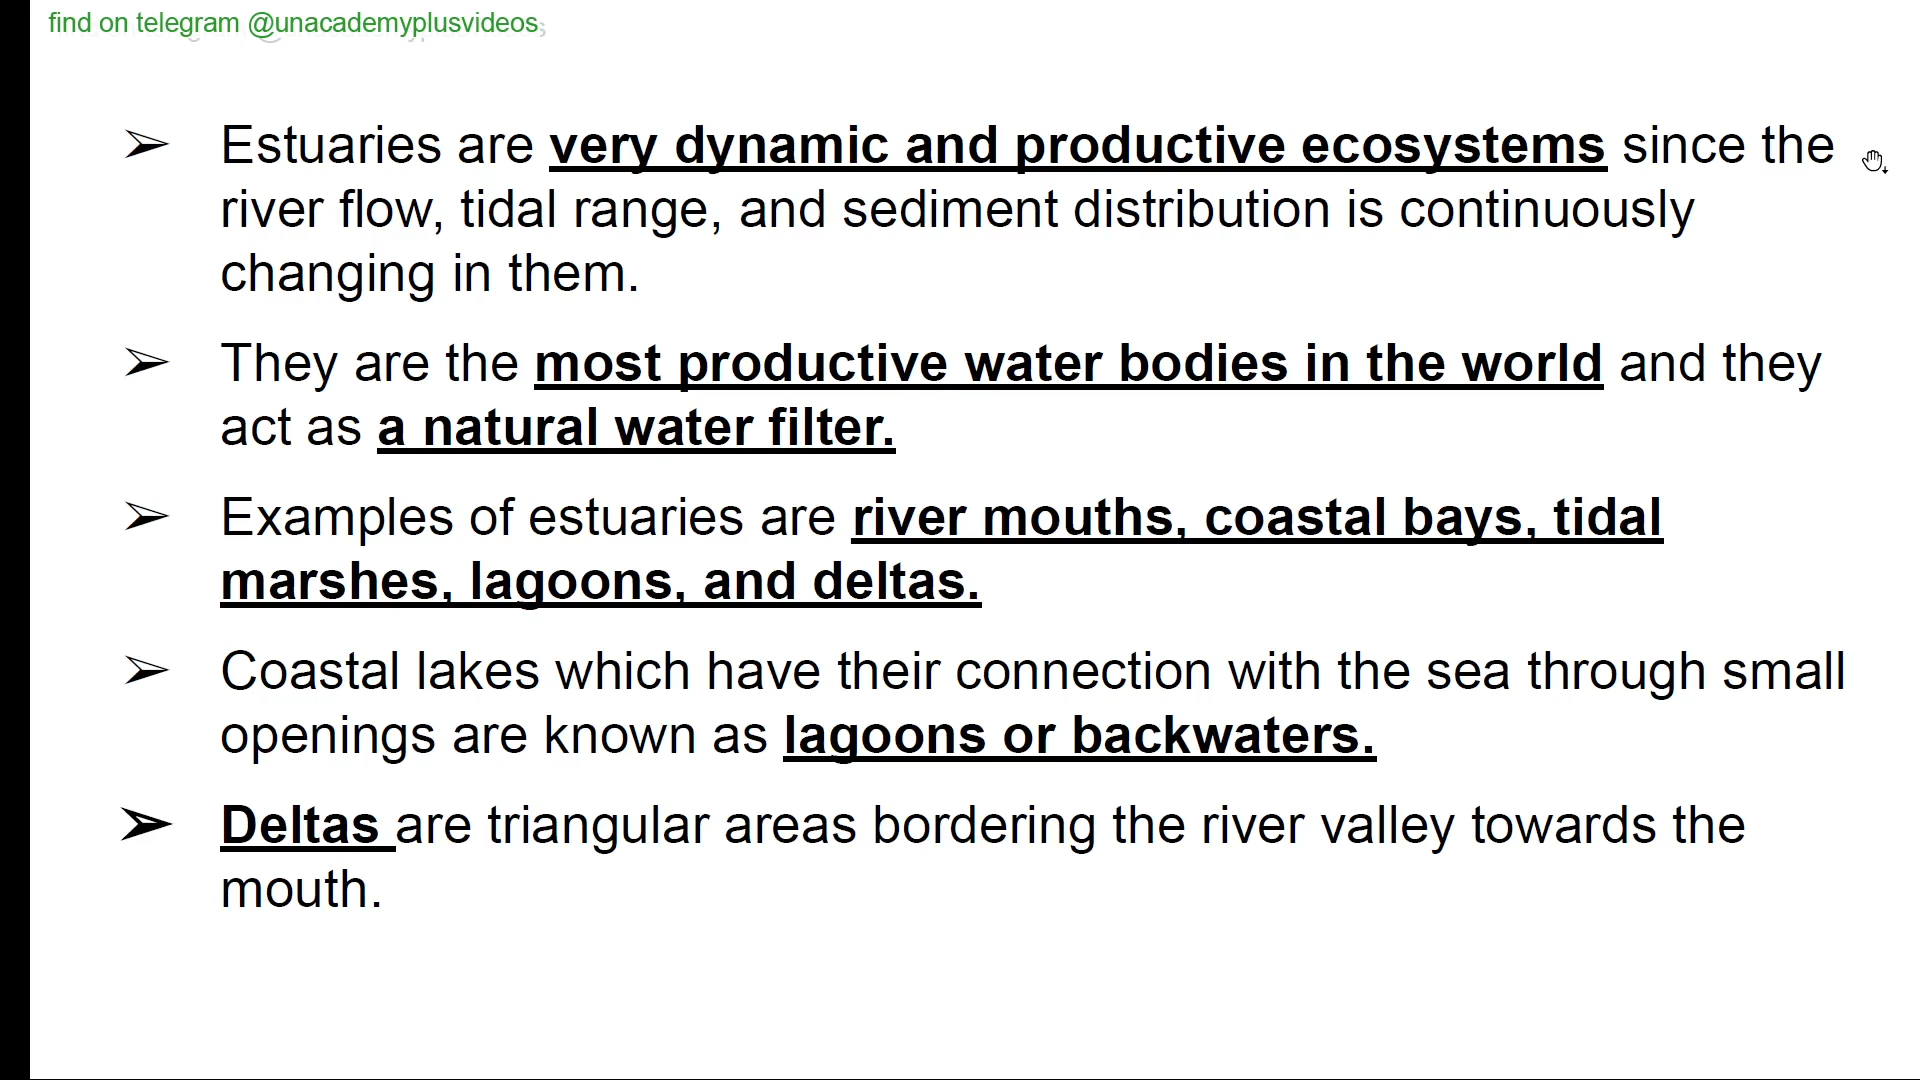 find on telegram @unacademyplusvideos
➢ Estuaries are very dynamic and productive ecosystems since the
river flow, tidal range, and sediment distribution is continuously
changing in them.
➢ They are the most productive water bodies in the world and they
act as a natural water filter.
➢ Examples of estuaries are river mouths, coastal bays, tidal
marshes, lagoons, and deltas.
➢ Coastal lakes which have their connection with the sea through small
openings are known as lagoons or backwaters.
➢ Deltas are triangular areas bordering the river valley towards the
mouth.